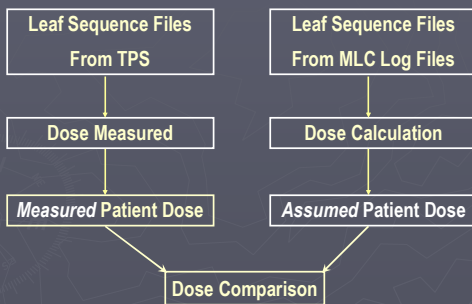 Leaf Sequence Files
From TPS
Leaf Sequence Files
From MLC Log Files
Dose Measured
Dose Calculation
Measured Patient Dose
Assumed Patient Dose
Dose Comparison